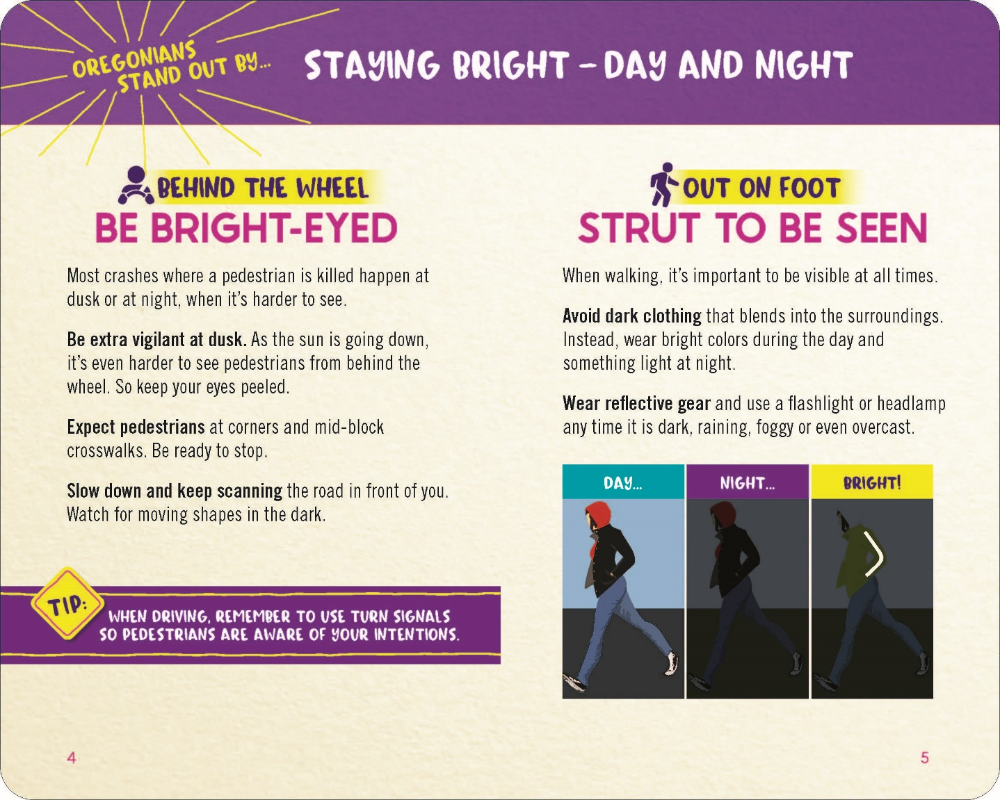 OREGONIANS
STAND OUT BY...
STAYING BRIGHT – DAY AND NIGHT
BEHIND THE WHEEL
BE BRIGHT-EYED
Most crashes where a pedestrian is killed happen at
dusk or at night, when it's harder to see.
Be extra vigilant at dusk. As the sun is going down,
it's even harder to see pedestrians from behind the
wheel. So keep your eyes peeled.
Expect pedestrians at corners and mid-block
crosswalks. Be ready to stop.
Slow down and keep scanning the road in front of you.
Watch for moving shapes in the dark.
TIP:
WHEN DRIVING, REMEMBER TO USE TURN SIGNALS
SO PEDESTRIANS ARE AWARE OF YOUR INTENTIONS.
4
OUT ON FOOT
STRUT TO BE SEEN
When walking, it's important to be visible at all times.
Avoid dark clothing that blends into the surroundings.
Instead, wear bright colors during the day and
something light at night.
Wear reflective gear and use a flashlight or headlamp
any time it is dark, raining, foggy or even overcast.
DAY...
NIGHT...
BRIGHT!
5